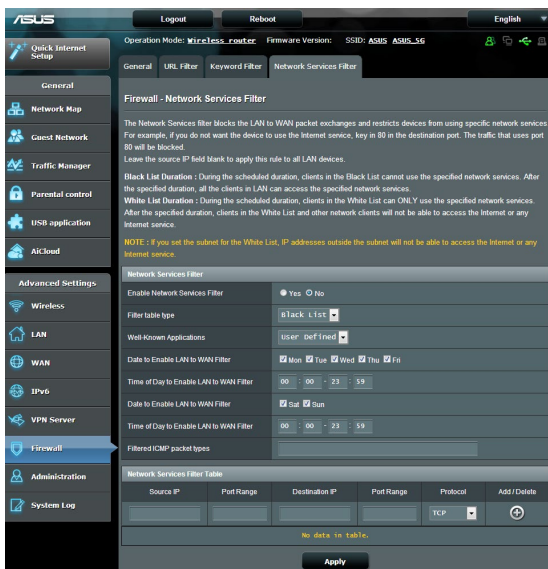 ASUS
Logout
Reboot
English
Quick Internet
Setup
Operation Mode: Wireless router Firmware Version: SSID: ASUS ASUS_5G
General
URL Filter
Keyword Filter
Network Services Filter
General
Network Map
Guest Network
Traffic Manager
Parental control
USB application
AiCloud
Advanced Settings
Wireless
LAN
WAN
IPv6
VPN Server
Firewall
Administration
System Log
Firewall - Network Services Filter
The Network Services filter blocks the LAN to WAN packet exchanges and restricts devices from using specific network services
For example, if you do not want the device to use the Internet service, key in 80 in the destination port. The traffic that uses port
80 will be blocked.
Leave the source IP field blank to apply this rule to all LAN devices.
Black List Duration : During the scheduled duration, clients in the Black List cannot use the specified network services. After
the specified duration, all the clients in LAN can access the specified network services.
White List Duration : During the scheduled duration, clients in the White List can ONLY use the specified network services.
After the specified duration, clients in the White List and other network clients will not be able to access the Internet or any
Internet service.
NOTE : If you set the subnet for the White List, IP addresses outside the subnet will not be able to access the Internet or any
Internet service.
Network Services Filter
Enable Network Services Filter Yes No
Filter table type Black List
Well-Known Applications User Defined
Date to Enable LAN to WAN Filter Mon Tue Wed Thu Fri
Time of Day to Enable LAN to WAN Filter 00 : 00 - 23 : 59
Date to Enable LAN to WAN Filter Sat Sun
Time of Day to Enable LAN to WAN Filter 00 : 00 - 23 : 59
Filtered ICMP packet types
Network Services Filter Table
Source IP Port Range Destination IP Port Range Protocol Add / Delete
TCP
No data in table.
Apply